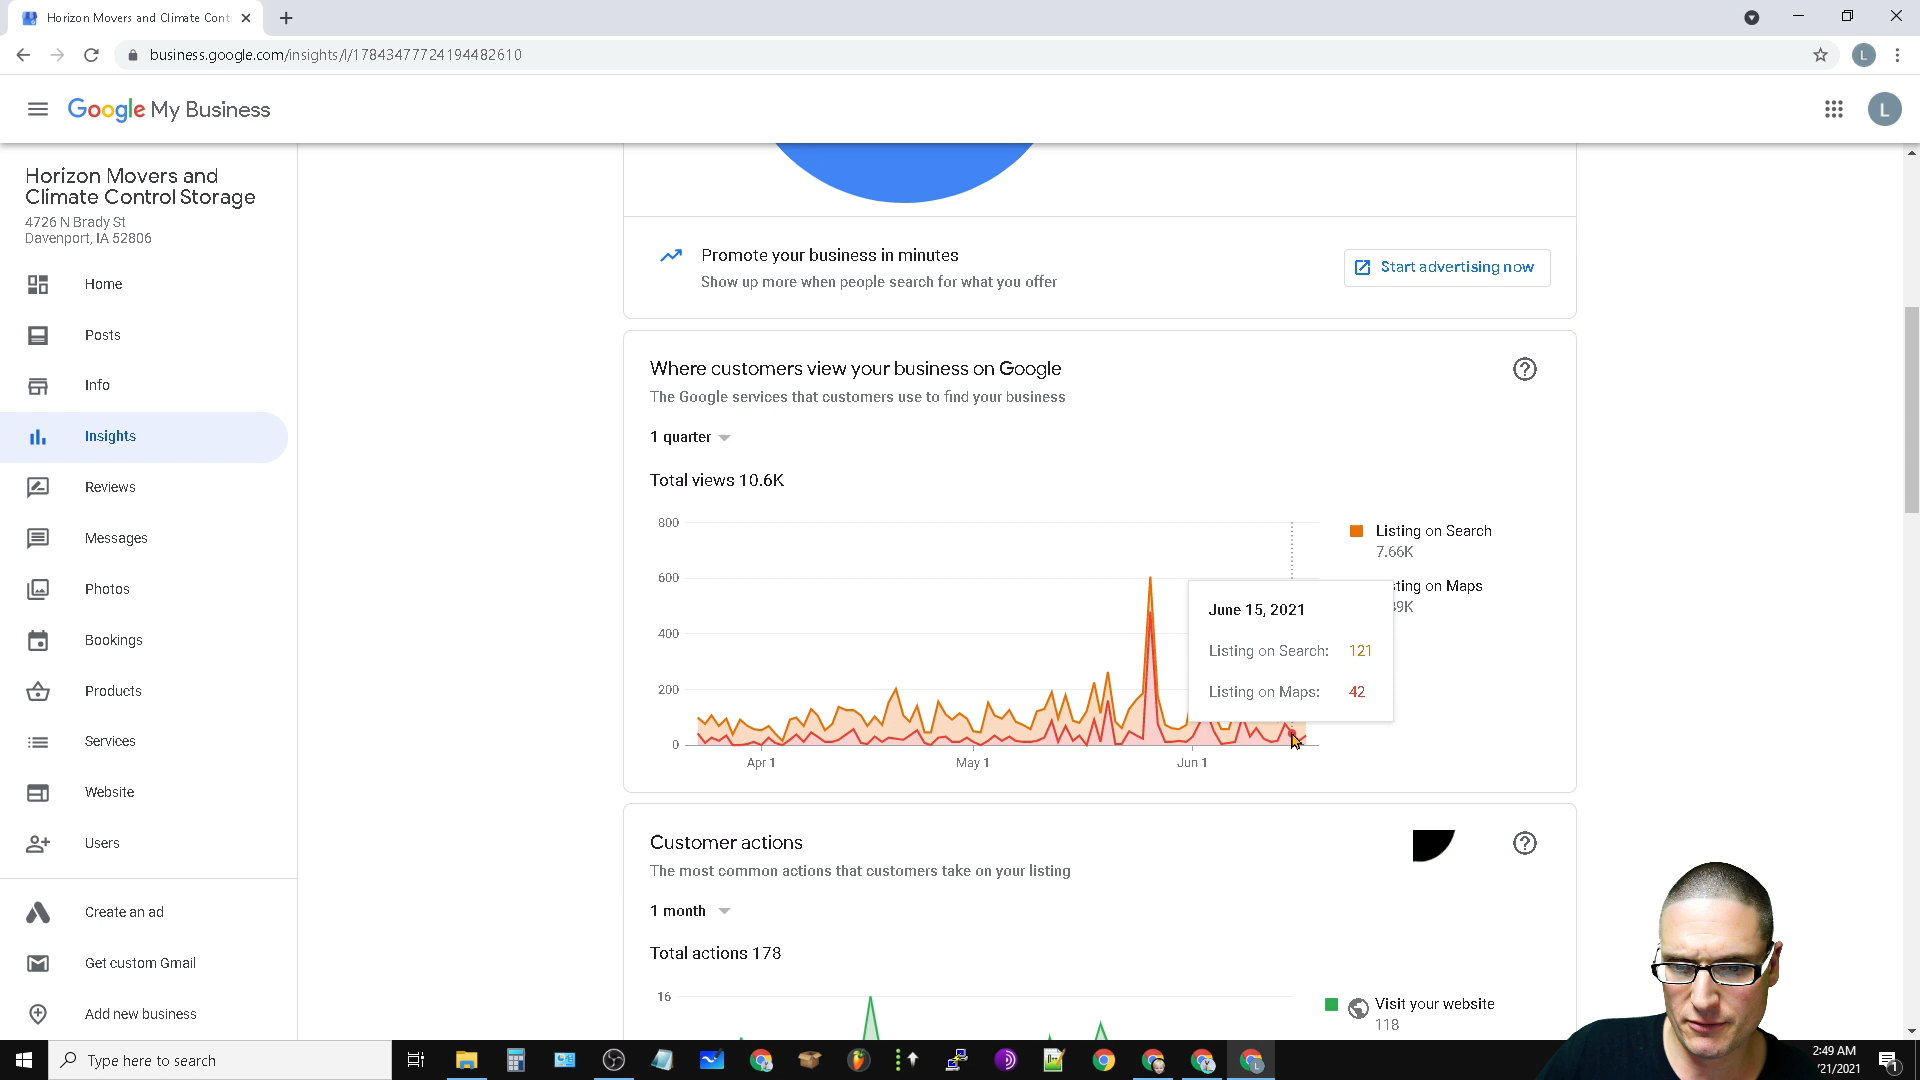 Horizon Movers and Climate Cont
business.google.com/insights/l/17843477724194482610
L
Google My Business
L
Horizon Movers and
Climate Control Storage
4726 N Brady St
Davenport, IA 52806
Home
Posts
Info
Insights
Reviews
Messages
Photos
Bookings
Products
Services
Website
Users
Create an ad
Get custom Gmail
Add new business
Promote your business in minutes
Show up more when people search for what you offer
Start advertising now
Where customers view your business on Google
The Google services that customers use to find your business
1 quarter
Total views 10.6K
800
600
400
200
0
Apr 1
May 1
Jun 1
Listing on Search
7.66K
sting on Maps
39K
June 15, 2021
Listing on Search: 121
Listing on Maps: 42
Customer actions
The most common actions that customers take on your listing
1 month
Total actions 178
16
Visit your website
118
Type here to search
2:49 AM
/21/2021
1